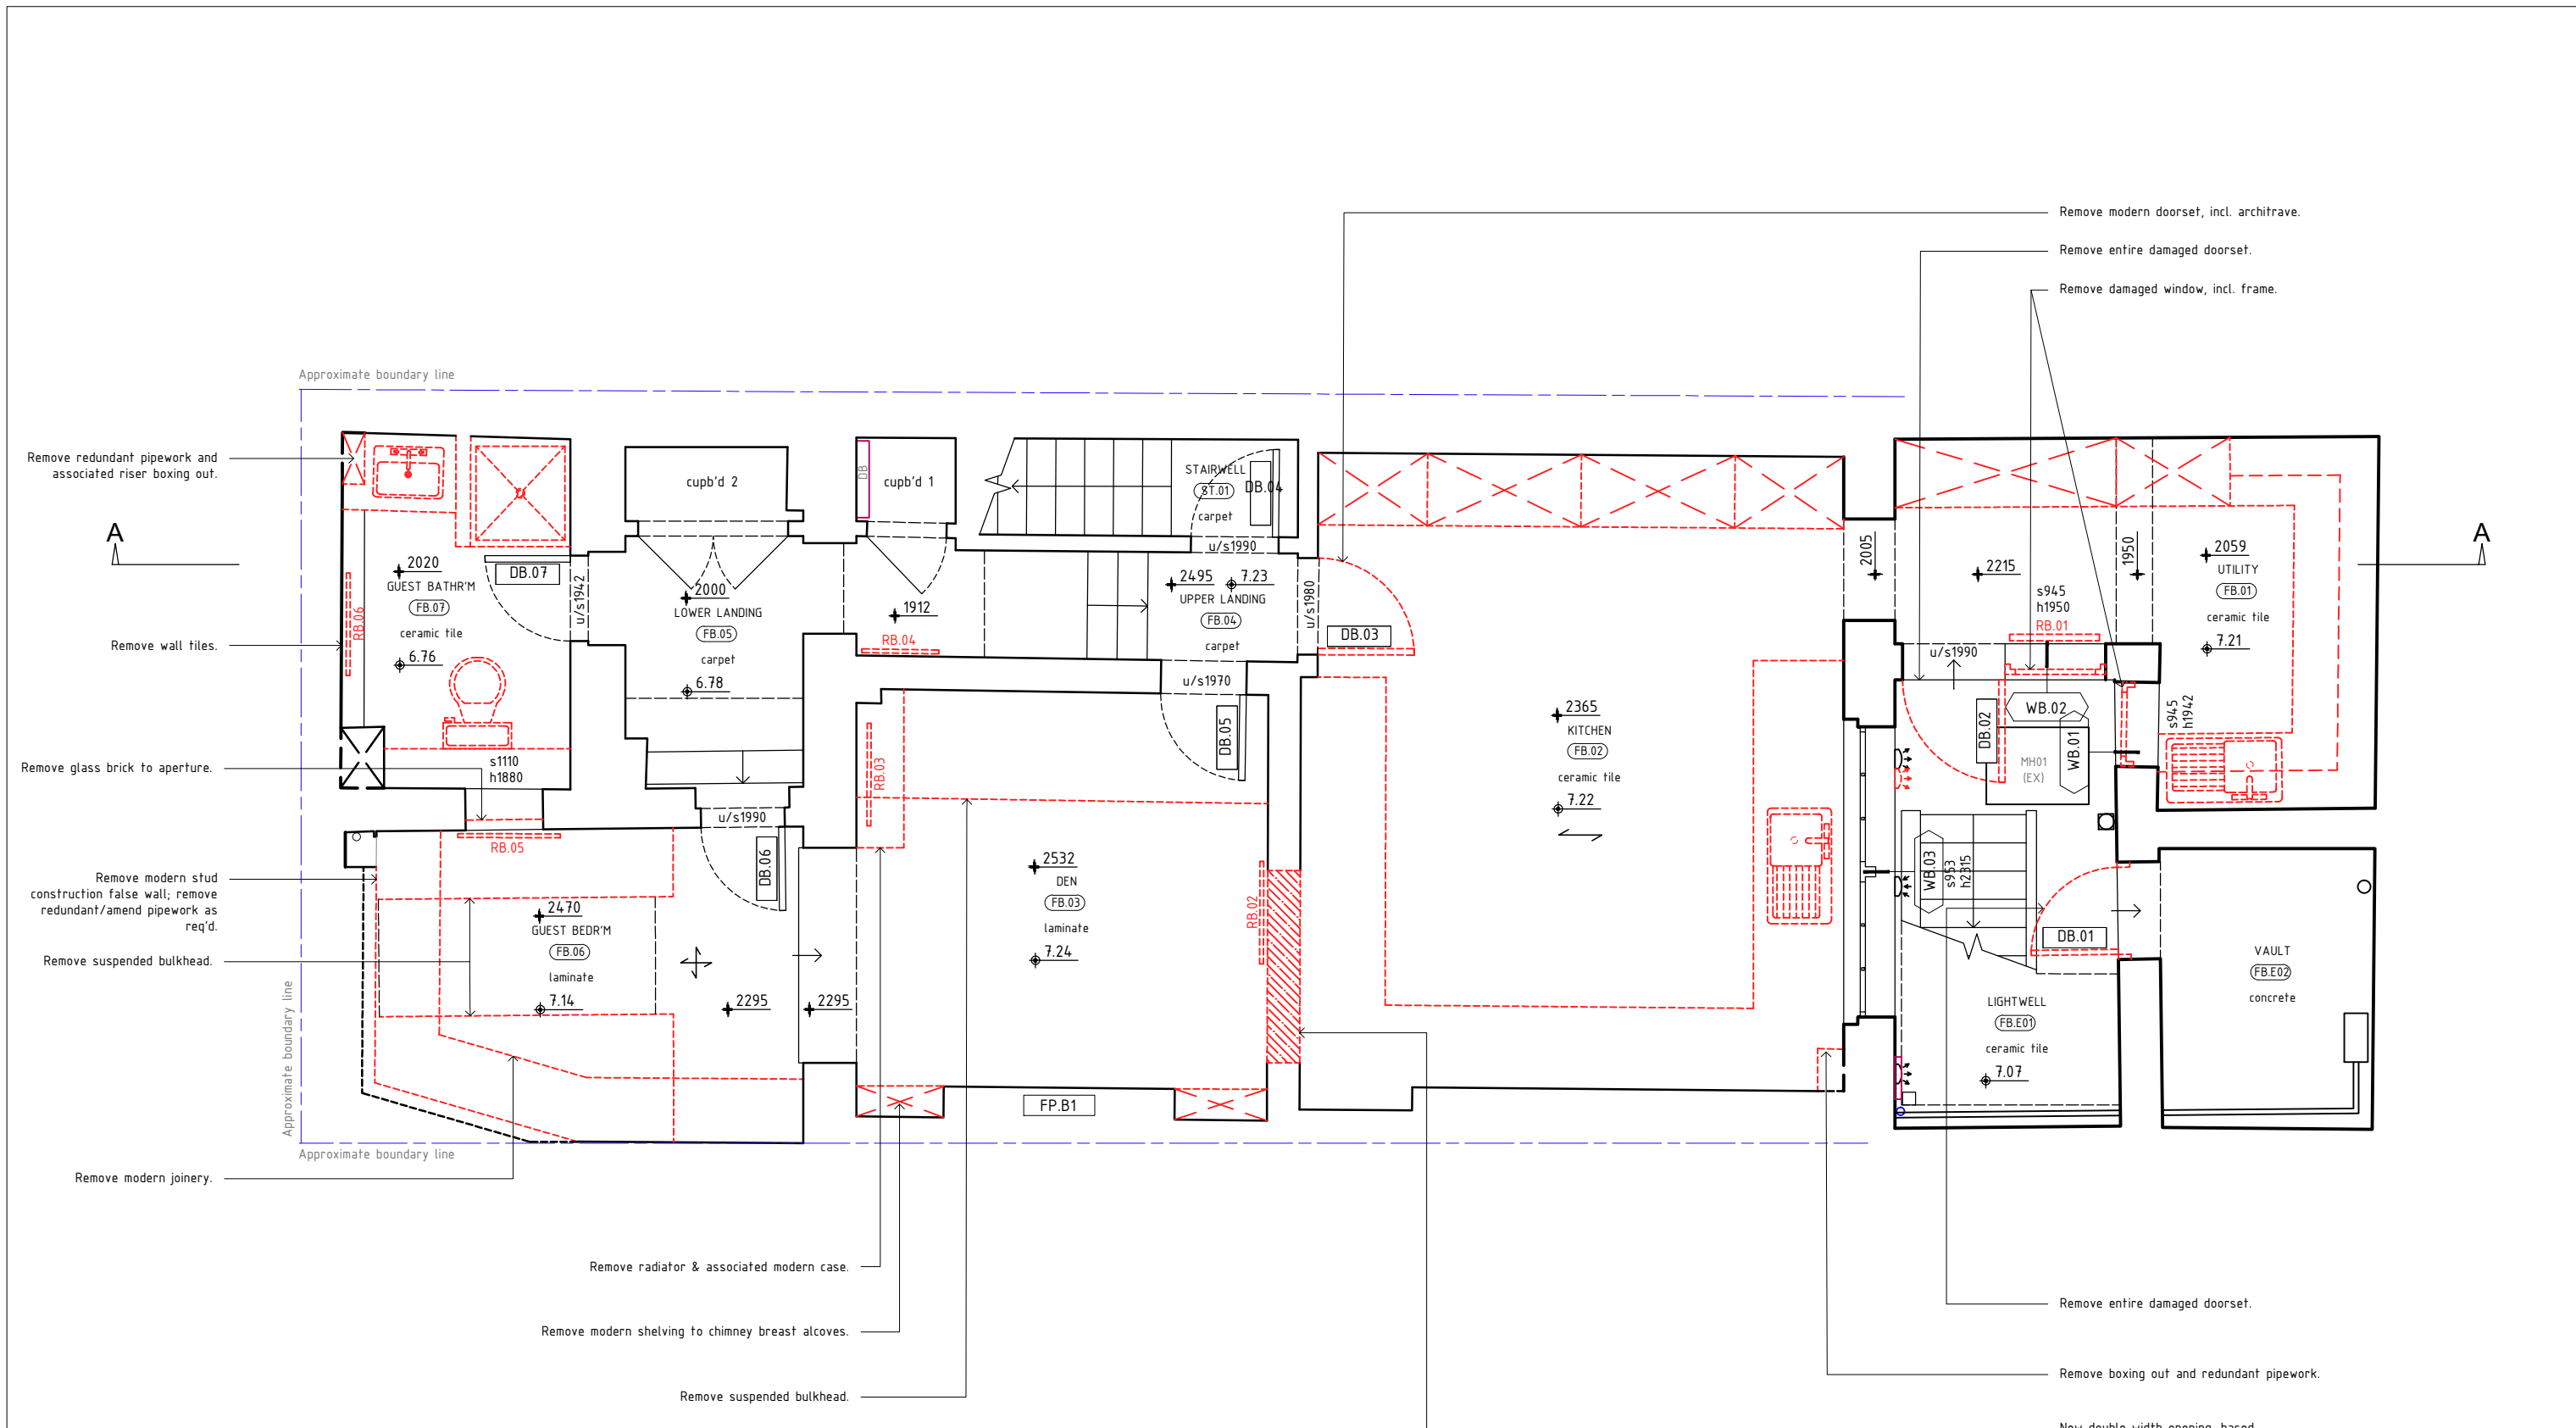 Remove modern doorset, incl. architrave.
Remove entire damaged doorset.
Remove damaged window, incl. frame.
Approximate boundary line
Remove redundant pipework and
associated riser boxing out.
A
A
cupb'd 2
DB
cupb'd 1
STAIRWELL
ST.01
carpet
DB.04
u/s1990
2020
GUEST BATHR'M
FB.07
ceramic tile
6.76
RB.06
DB.07
u/s1942
2000
LOWER LANDING
FB.05
carpet
6.78
1912
RB.04
2495
7.23
UPPER LANDING
FB.04
carpet
u/s1980
DB.03
u/s1970
DB.05
2005
2215
1950
2059
UTILITY
FB.01
ceramic tile
7.21
s945
h1950
RB.01
u/s1990
WB.02
DB.02
WB.01
MH01
(EX)
s945
h1942
Remove wall tiles.
Remove glass brick to aperture.
s1110
h1880
u/s1990
DB.06
RB.05
RB.03
2365
KITCHEN
FB.02
ceramic tile
7.22
Remove modern stud
construction false wall; remove
redundant/amend pipework as
req'd.
Remove suspended bulkhead.
2470
GUEST BEDR'M
FB.06
laminate
7.14
2295
2295
2532
DEN
FB.03
laminate
7.24
RB.02
WB.03
s953
h2315
DB.01
VAULT
FB.E02
concrete
LIGHTWELL
FB.E01
ceramic tile
7.07
Approximate boundary line
FP.B1
Approximate boundary line
Remove modern joinery.
Remove radiator & associated modern case.
Remove modern shelving to chimney breast alcoves.
Remove suspended bulkhead.
Remove entire damaged doorset.
Remove boxing out and redundant pipework.
New double width opening, based